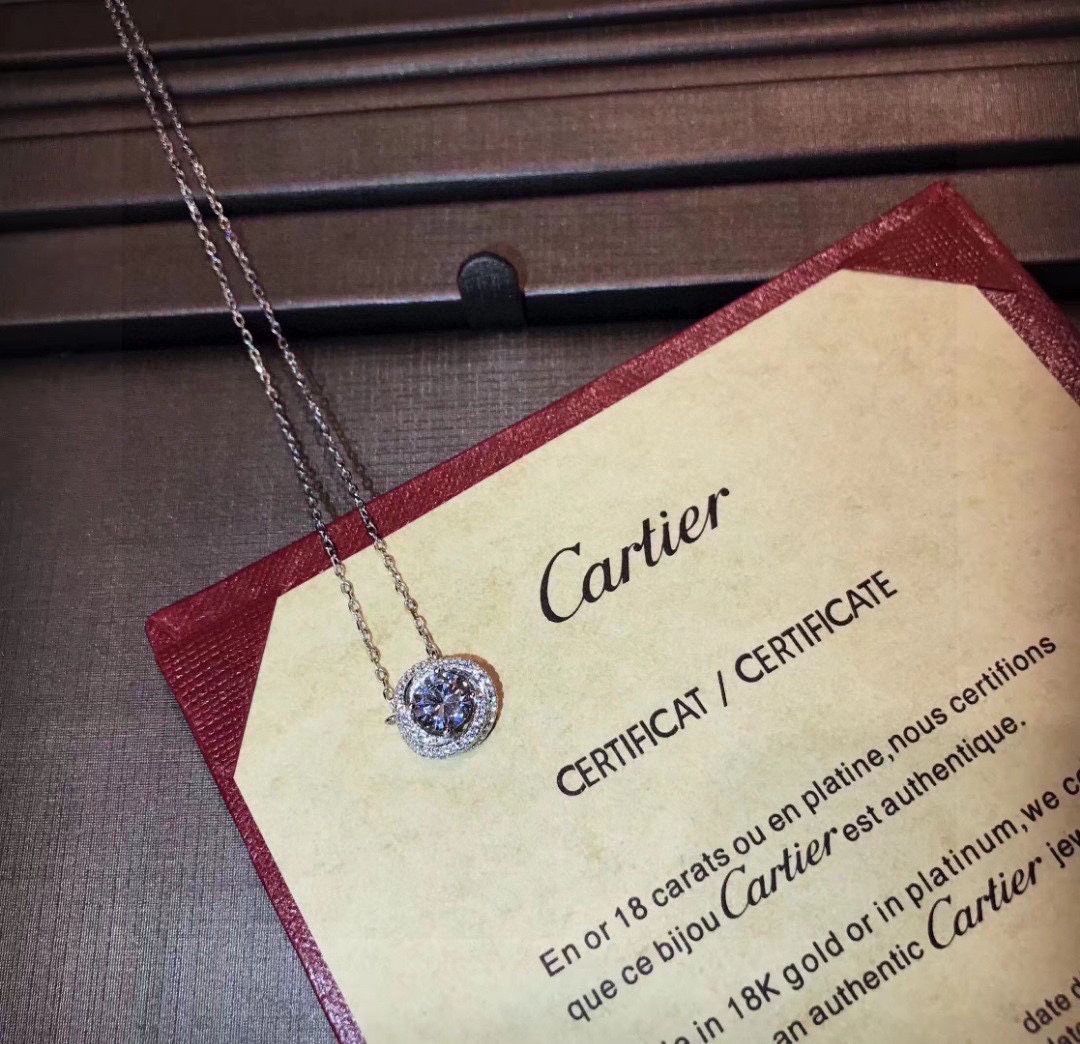 Cartier
CERTIFICAT / CERTIFICATE
En or 18 carats ou en platine,nous certifions
que ce bijou Cartier est authentique.
in 18K gold or in platinum,we
an authentic Cartier
date